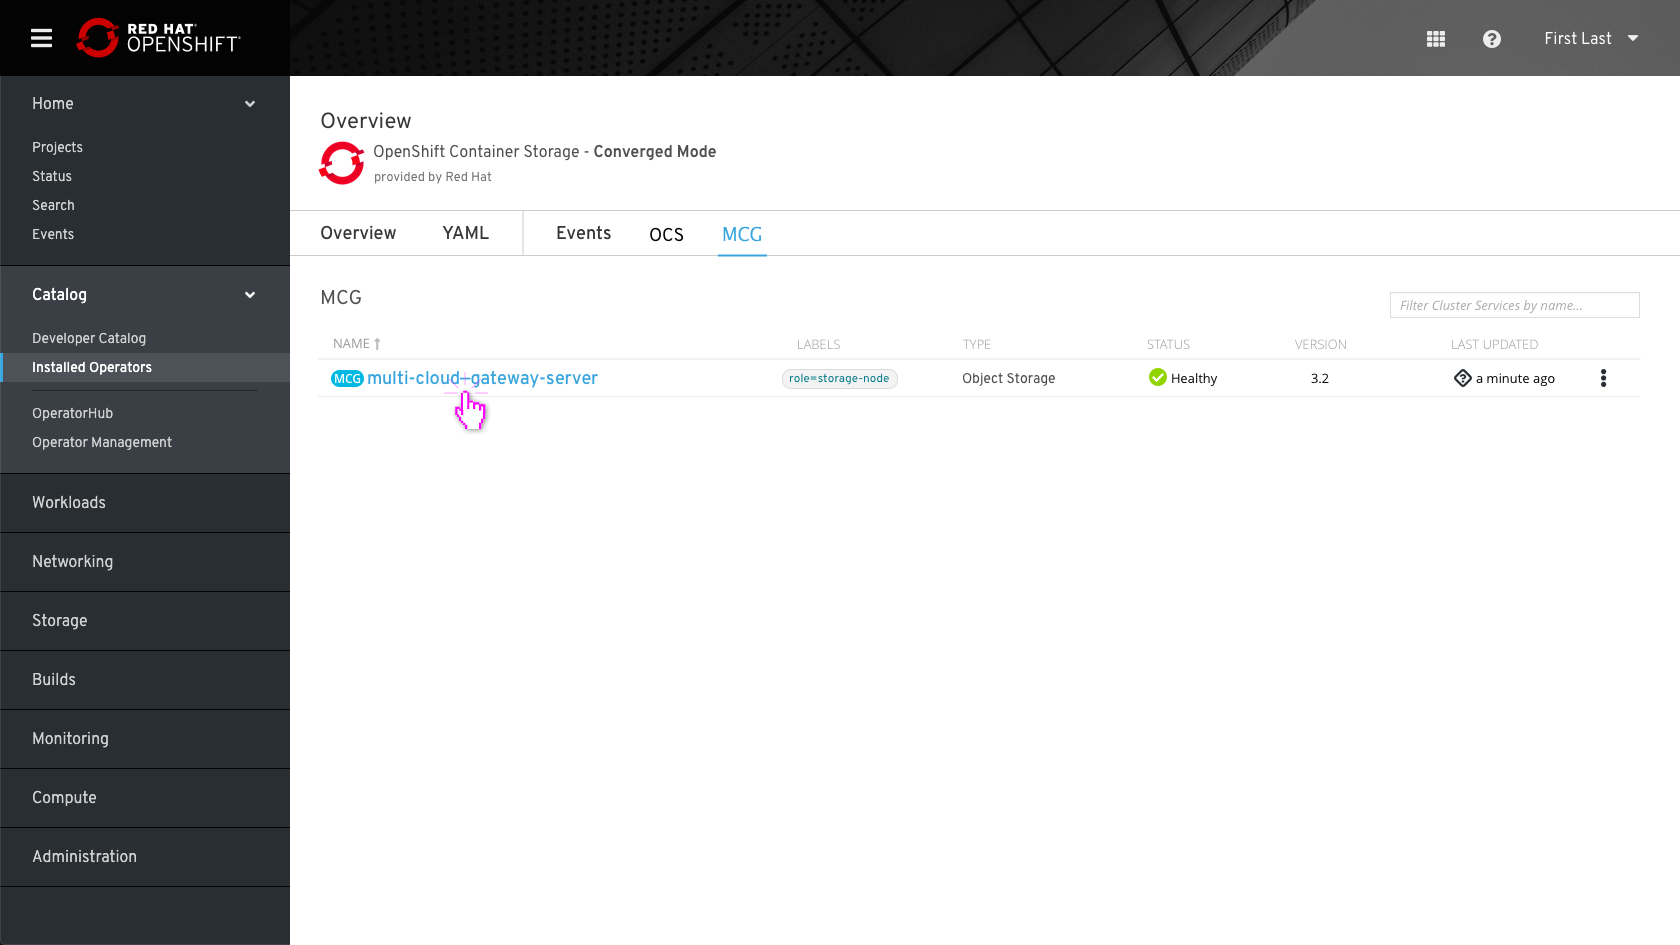 RED HAT
OPENSHIFT
First Last
Home
Projects
Status
Search
Events
Catalog
Developer Catalog
Installed Operators
OperatorHub
Operator Management
Workloads
Networking
Storage
Builds
Monitoring
Compute
Administration
Overview
OpenShift Container Storage - Converged Mode
provided by Red Hat
Overview YAML Events OCS MCG
MCG
Filter Cluster Services by name...
NAME LABELS TYPE STATUS VERSION LAST UPDATED
MCG multi-cloud-gateway-server role=storage-node Object Storage Healthy 3.2 a minute ago